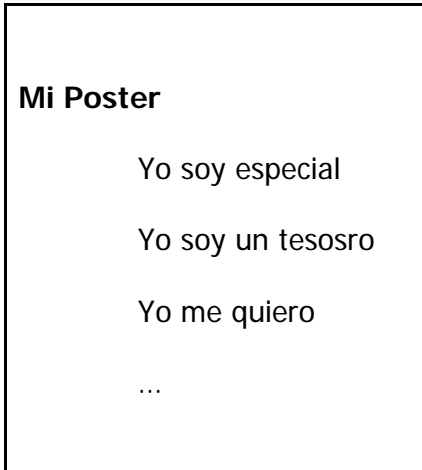 Mi Poster
Yo soy especial
Yo soy un tesosro
Yo me quiero
...